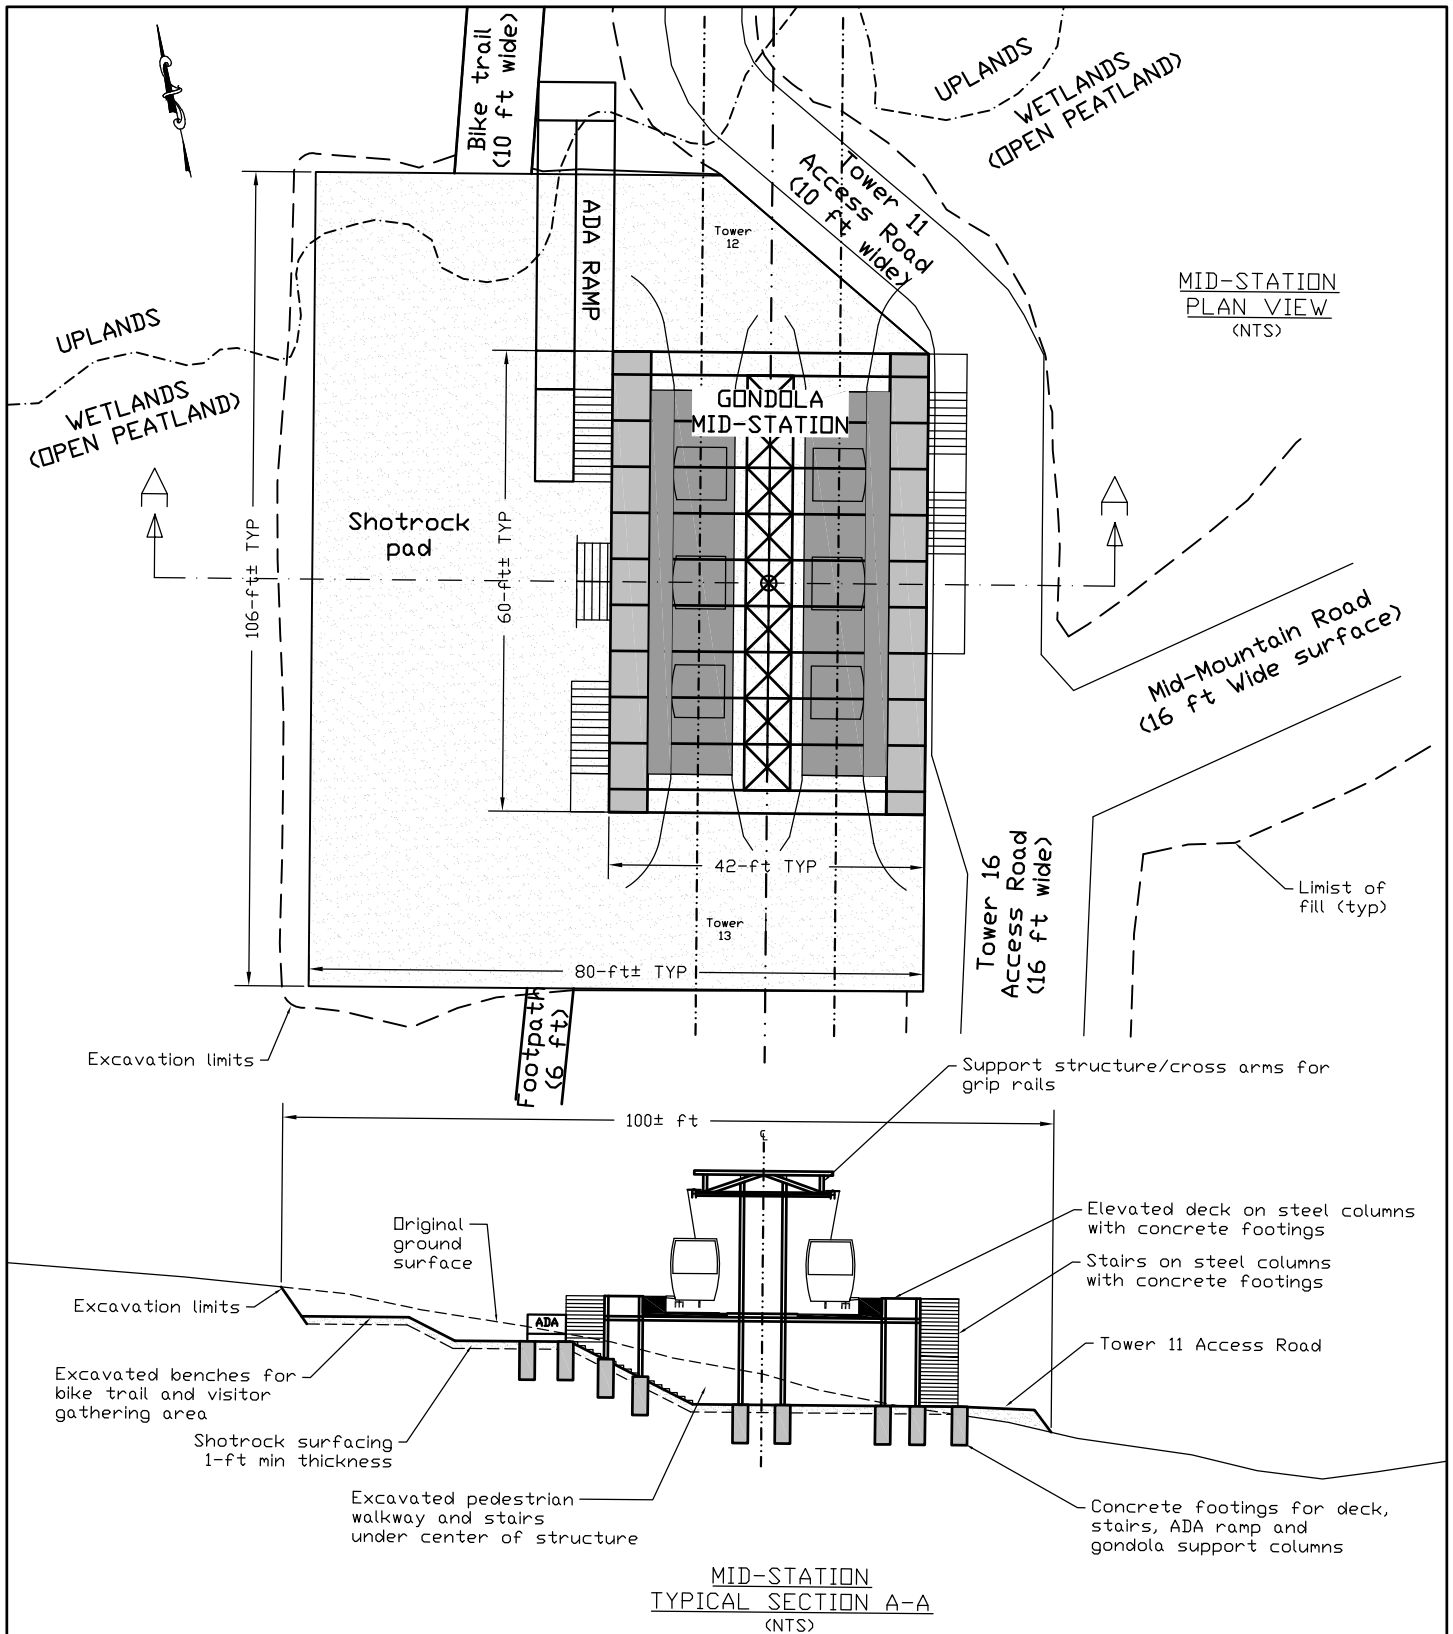 Bike trail
(10 ft wide)
UPLANDS
WETLANDS
(OPEN PEATLAND)
Tower 11
Access Road
(10 ft wide)
ADA RAMP
Tower
12
MID-STATION
PLAN VIEW
(NTS)
UPLANDS
WETLANDS
(OPEN PEATLAND)
GONDOLA
MID-STATION
A
A
Shotrock
pad
106-ft± TYP
60-ft± TYP
Mid-Mountain Road
(16 ft Wide surface)
42-ft TYP
Tower 16
Access Road
(16 ft wide)
Limist of
fill (typ)
Tower
13
80-ft± TYP
Footpath
(6 ft)
Excavation limits
Support structure/cross arms for
grip rails
100± ft
℄
Original
ground
surface
Elevated deck on steel columns
with concrete footings
Stairs on steel columns
with concrete footings
Excavation limits
ADA
Tower 11 Access Road
Excavated benches for
bike trail and visitor
gathering area
Shotrock surfacing
1-ft min thickness
Excavated pedestrian
walkway and stairs
under center of structure
Concrete footings for deck,
stairs, ADA ramp and
gondola support columns
MID-STATION
TYPICAL SECTION A-A
(NTS)